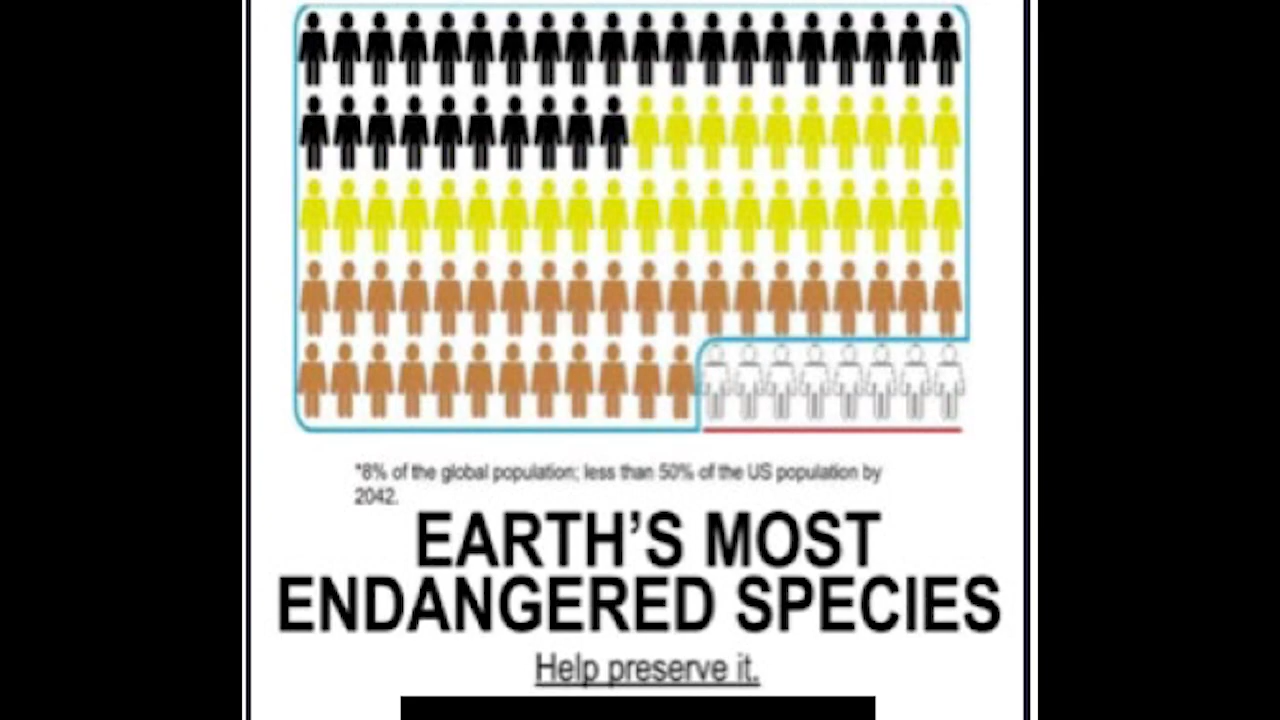 *8% of the global population; less than 50% of the US population by
2042.
EARTH'S MOST
ENDANGERED SPECIES
Help preserve it.